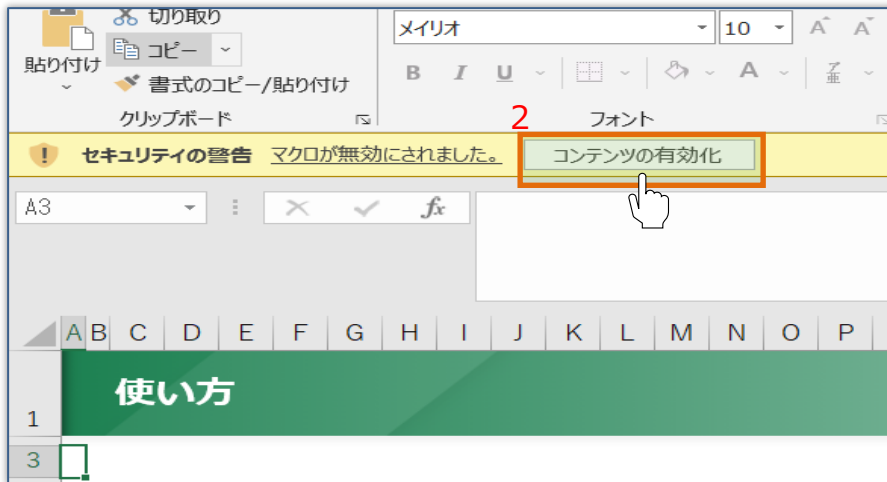 切り取り
コピー
貼り付け
書式のコピー/貼り付け
クリップボード
メイリオ
10
A A
B I U
A
ア亜
フォント
2
セキュリティの警告 マクロが無効にされました。 コンテンツの有効化
A3
fx
A B C D E F G H I J K L M N O P
使い方
1
3